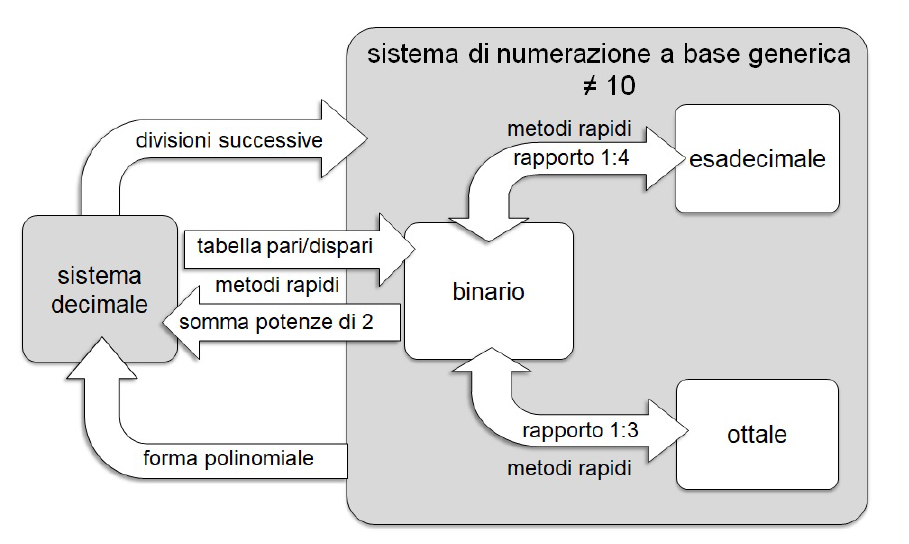 sistema di numerazione a base generica
≠ 10
divisioni successive
metodi rapidi
rapporto 1:4
esadecimale
sistema
decimale
tabella pari/dispari
metodi rapidi
somma potenze di 2
binario
forma polinomiale
rapporto 1:3
metodi rapidi
ottale